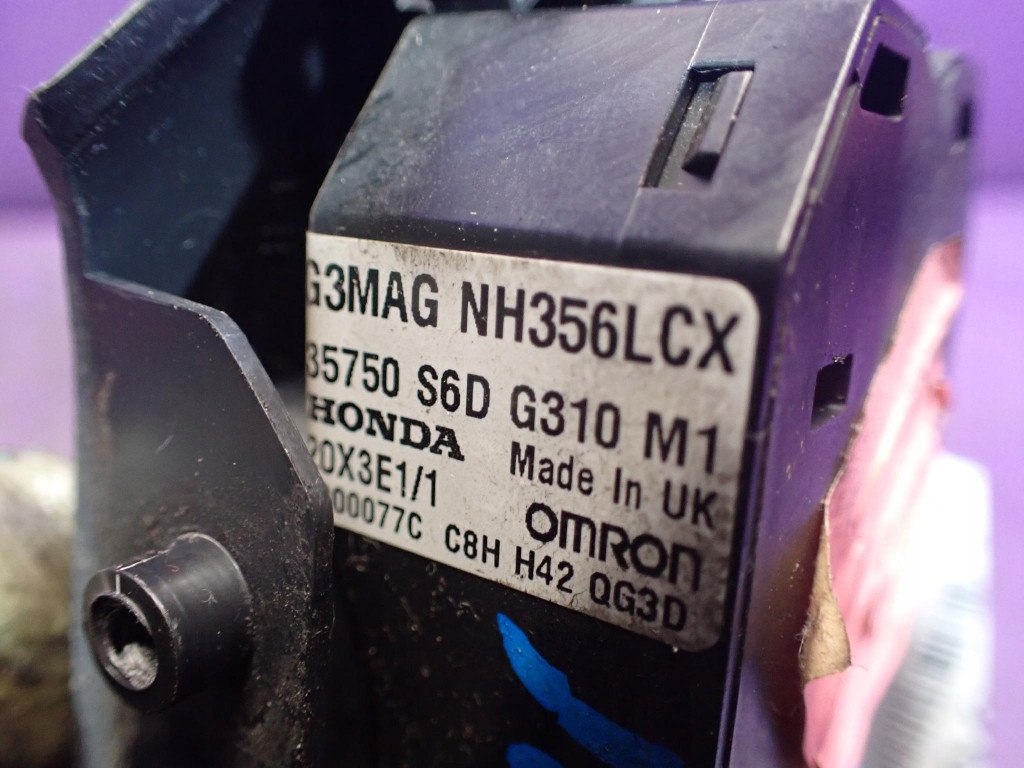 G3MAG NH356LCX
35750 S6D G310 M1
HONDA Made In UK
20X3E1/1 OMRON
00077C C8H H42 QG3D